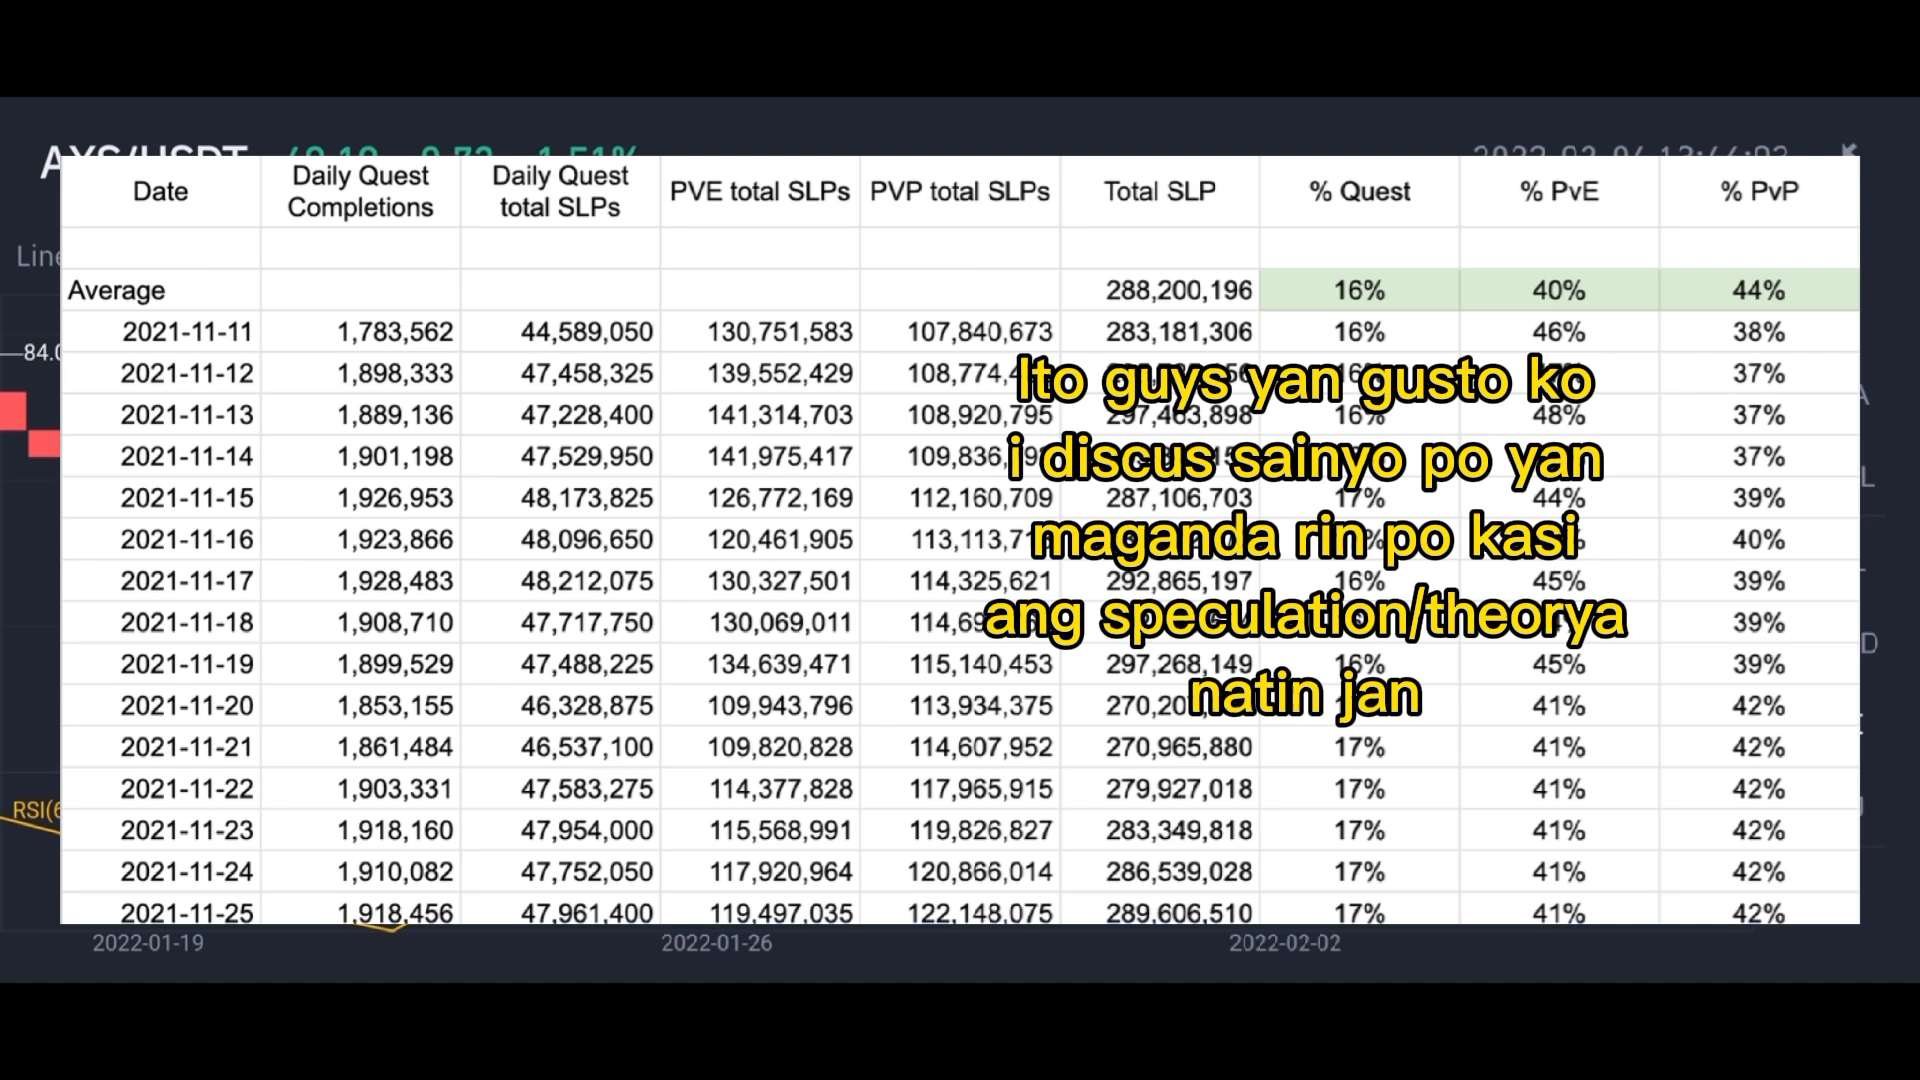 AXS/USDT
Line
84.0
RSI(6
Date Daily Quest Completions Daily Quest total SLPs PVE total SLPs PVP total SLPs Total SLP % Quest % PvE % PvP
Average 288,200,196 16% 40% 44%
2021-11-11 1,783,562 44,589,050 130,751,583 107,840,673 283,181,306 16% 46% 38%
2021-11-12 1,898,333 47,458,325 139,552,429 37%
2021-11-13 1,889,136 47,228,400 141,314,703 108,920,795 297,463,898 16% 48% 37%
2021-11-14 1,901,198 47,529,950 141,975,417 37%
2021-11-15 1,926,953 48,173,825 126,772,169 112,160,709 287,106,703 17% 44% 39%
2021-11-16 1,923,866 48,096,650 120,461,905 40%
2021-11-17 1,928,483 48,212,075 130,327,501 114,325,621 292,865,197 16% 45% 39%
2021-11-18 1,908,710 47,717,750 130,069,011 39%
2021-11-19 1,899,529 47,488,225 134,639,471 115,140,453 297,268,149 16% 45% 39%
2021-11-20 1,853,155 46,328,875 109,943,796 113,934,375 41% 42%
2021-11-21 1,861,484 46,537,100 109,820,828 114,607,952 270,965,880 17% 41% 42%
2021-11-22 1,903,331 47,583,275 114,377,828 117,965,915 279,927,018 17% 41% 42%
2021-11-23 1,918,160 47,954,000 115,568,991 119,826,827 283,349,818 17% 41% 42%
2021-11-24 1,910,082 47,752,050 117,920,964 120,866,014 286,539,028 17% 41% 42%
2021-11-25 1,918,456 47,961,400 119,497,035 122,148,075 289,606,510 17% 41% 42%
Ito guys yan gusto ko
i discus sainyo po yan
maganda rin po kasi
ang speculation/theorya
natin jan
2022-01-19 2022-01-26 2022-02-02